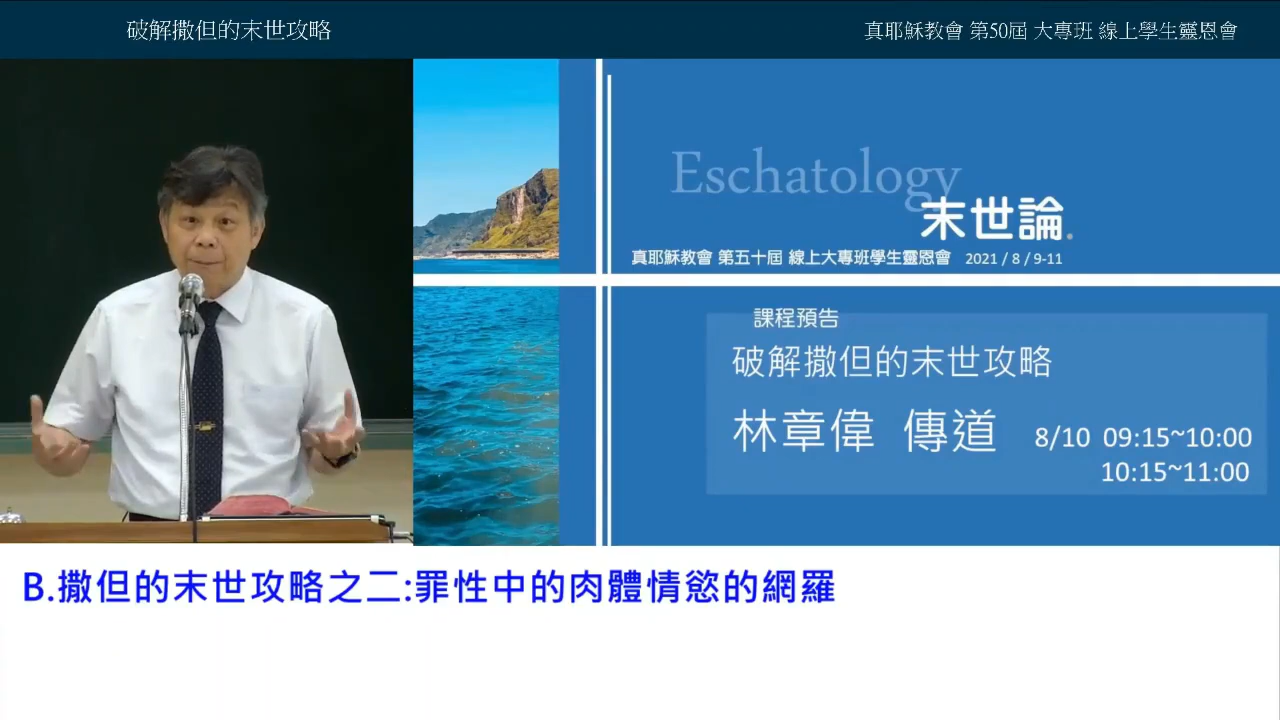 破解撒但的末世攻略
真耶穌教會 第50屆 大專班 線上學生靈恩會
Eschatology
末世論.
真耶穌教會 第五十屆 線上大專班學生靈恩會 2021 / 8 / 9-11
課程預告
破解撒但的末世攻略
林章偉 傳道 8/10 09:15~10:00
10:15~11:00
B.撒但的末世攻略之二:罪性中的肉體情慾的網羅